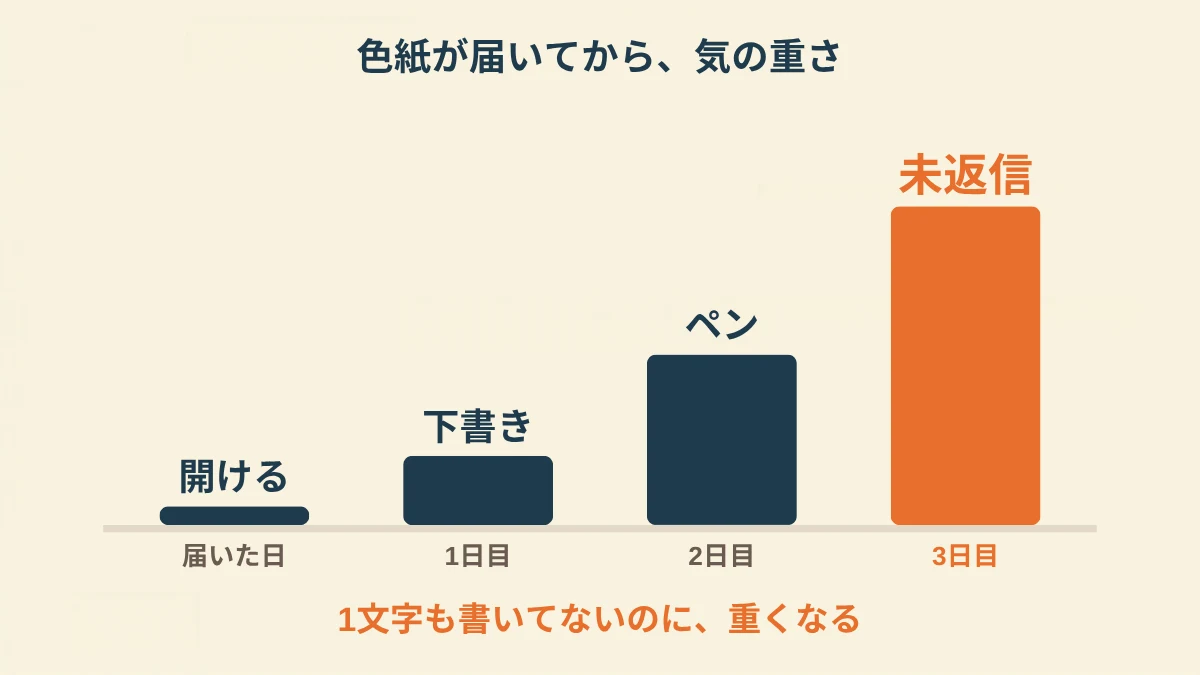 色紙が届いてから、気の重さ
未返信
ペン
下書き
開ける
届いた日
1日目
2日目
3日目
1文字も書いてないのに、重くなる